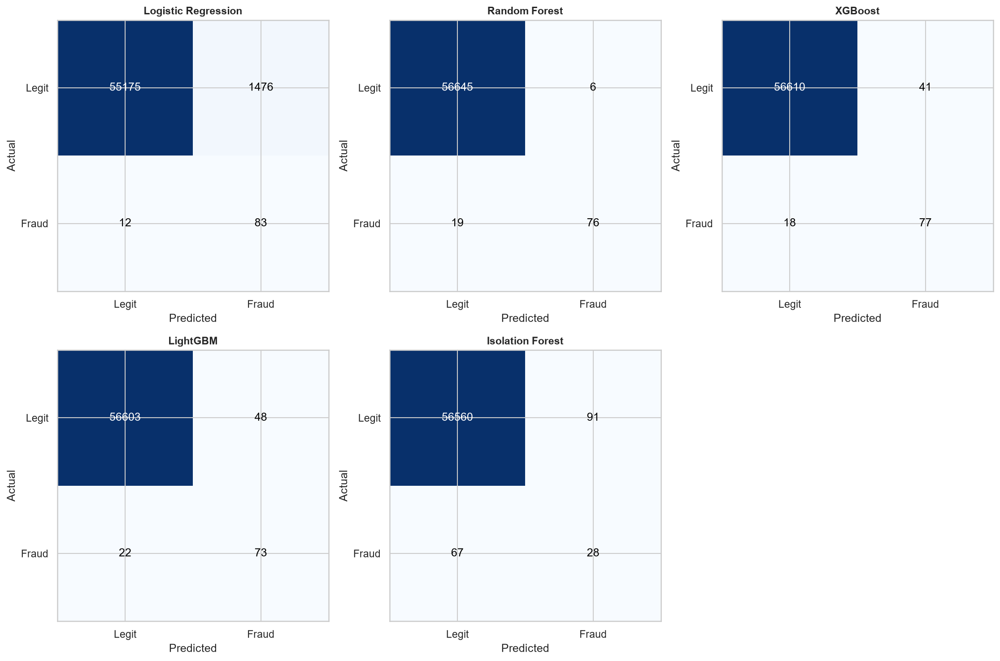 Logistic Regression
Legit
55175
1476
Fraud
12
83
Legit
Fraud
Predicted
Actual
Random Forest
Legit
56645
6
Fraud
19
76
Legit
Fraud
Predicted
Actual
XGBoost
Legit
56610
41
Fraud
18
77
Legit
Fraud
Predicted
Actual
LightGBM
Legit
56603
48
Fraud
22
73
Legit
Fraud
Predicted
Actual
Isolation Forest
Legit
56560
91
Fraud
67
28
Legit
Fraud
Predicted
Actual